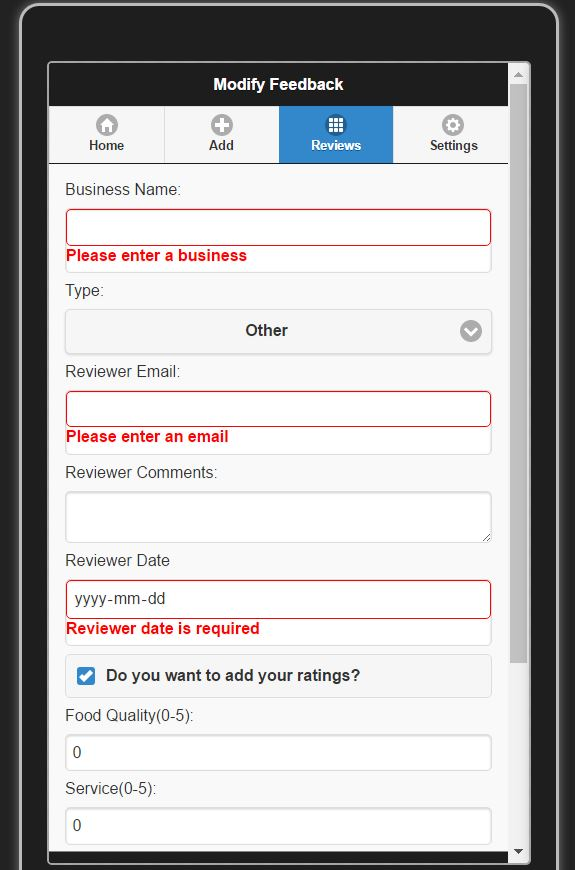 Modify Feedback
Home Add Reviews Settings
Business Name:
Please enter a business
Type:
Other
Reviewer Email:
Please enter an email
Reviewer Comments:
Reviewer Date
yyyy-mm-dd
Reviewer date is required
Do you want to add your ratings?
Food Quality(0-5):
0
Service(0-5):
0